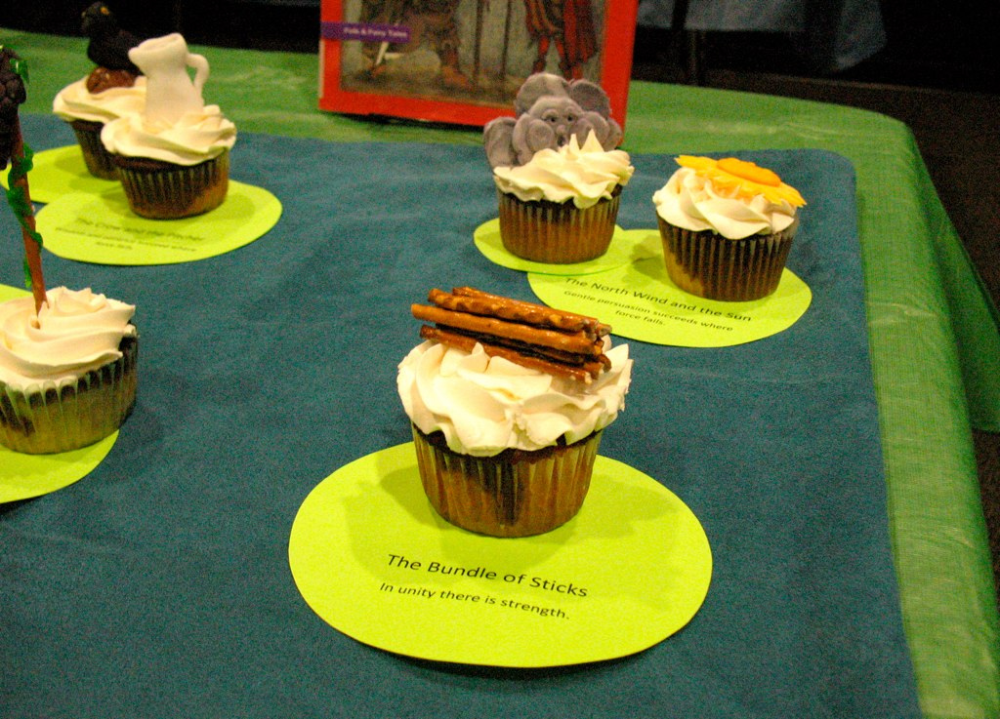 Folk & Fairy Tales
The North Wind and the Sun
Gentle persuasion succeeds where
force fails.
The Bundle of Sticks
In unity there is strength.